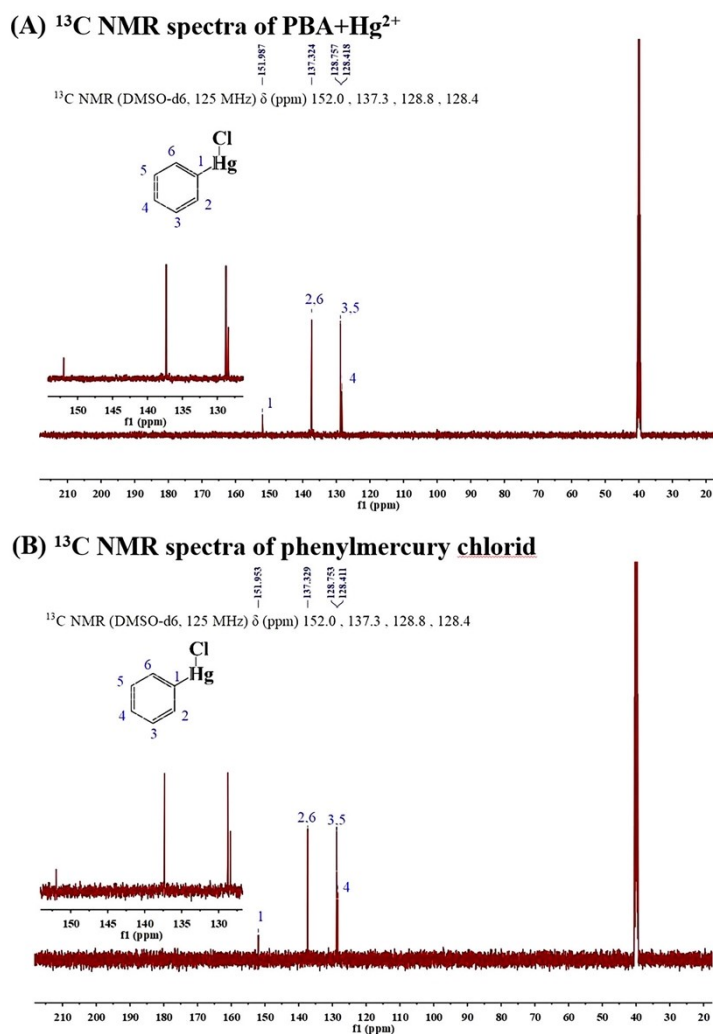 (A) ¹³C NMR spectra of PBA+Hg²⁺
151.987
137.324
128.757
128.418
¹³C NMR (DMSO-d6, 125 MHz) δ (ppm) 152.0 , 137.3 , 128.8 , 128.4
Cl
6
1
Hg
5
4
2
3
2,6
3,5
4
1
150 145 140 135 130
f1 (ppm)
210 200 190 180 170 160 150 140 130 120 110 100 90 80 70 60 50 40 30 20
f1 (ppm)
(B) ¹³C NMR spectra of phenylmercury chlorid
151.953
137.329
128.753
128.411
¹³C NMR (DMSO-d6, 125 MHz) δ (ppm) 152.0 , 137.3 , 128.8 , 128.4
Cl
6
1
Hg
5
4
2
3
2,6
3,5
4
1
150 145 140 135 130
f1 (ppm)
210 200 190 180 170 160 150 140 130 120 110 100 90 80 70 60 50 40 30 20
f1 (ppm)